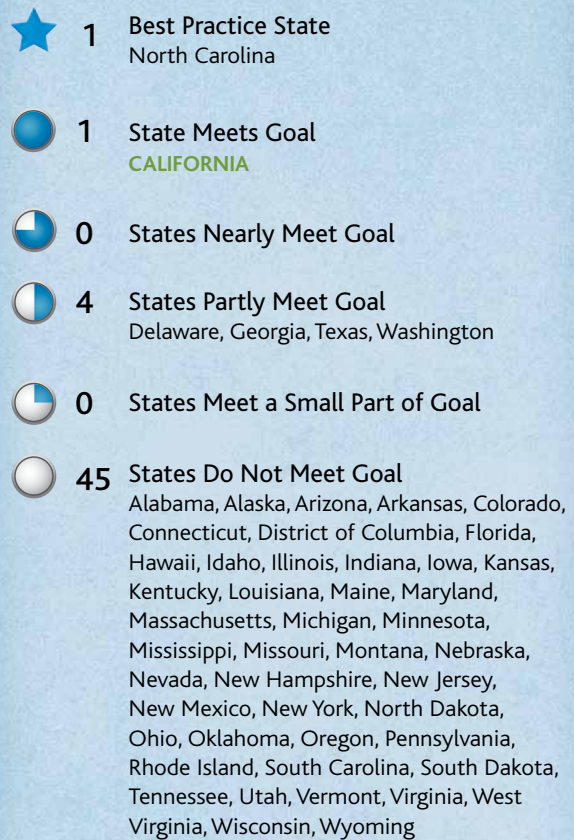 1 Best Practice State
North Carolina
1 State Meets Goal
CALIFORNIA
0 States Nearly Meet Goal
4 States Partly Meet Goal
Delaware, Georgia, Texas, Washington
0 States Meet a Small Part of Goal
45 States Do Not Meet Goal
Alabama, Alaska, Arizona, Arkansas, Colorado,
Connecticut, District of Columbia, Florida,
Hawaii, Idaho, Illinois, Indiana, Iowa, Kansas,
Kentucky, Louisiana, Maine, Maryland,
Massachusetts, Michigan, Minnesota,
Mississippi, Missouri, Montana, Nebraska,
Nevada, New Hampshire, New Jersey,
New Mexico, New York, North Dakota,
Ohio, Oklahoma, Oregon, Pennsylvania,
Rhode Island, South Carolina, South Dakota,
Tennessee, Utah, Vermont, Virginia, West
Virginia, Wisconsin, Wyoming